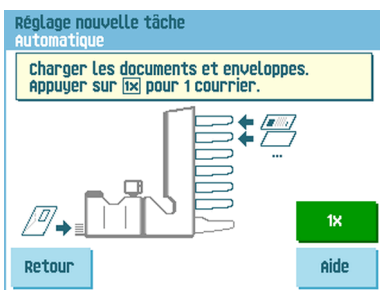 Réglage nouvelle tâche
Automatique
Charger les documents et enveloppes.
Appuyer sur 1x pour 1 courrier.
...
1x
Retour
Aide